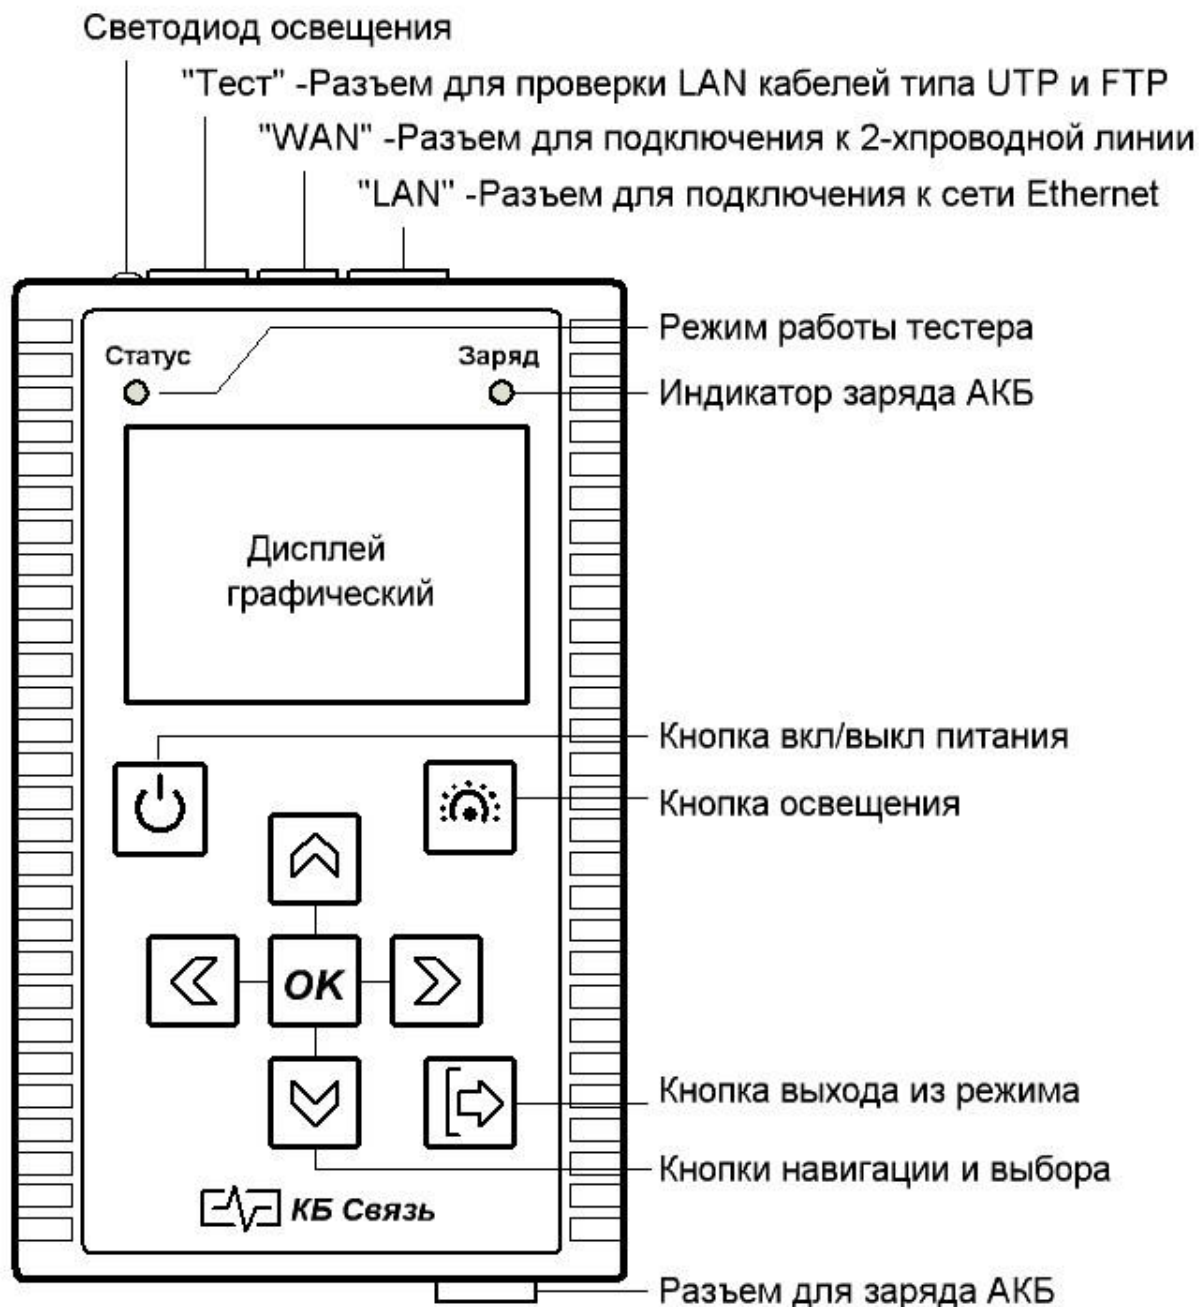 Светодиод освещения
"Тест" -Разъем для проверки LAN кабелей типа UTP и FTP
"WAN" -Разъем для подключения к 2-хпроводной линии
"LAN" -Разъем для подключения к сети Ethernet
Режим работы тестера
Статус
Заряд
Индикатор заряда АКБ
Дисплей
графический
Кнопка вкл/выкл питания
Кнопка освещения
OK
Кнопка выхода из режима
Кнопки навигации и выбора
КБ Связь
Разъем для заряда АКБ